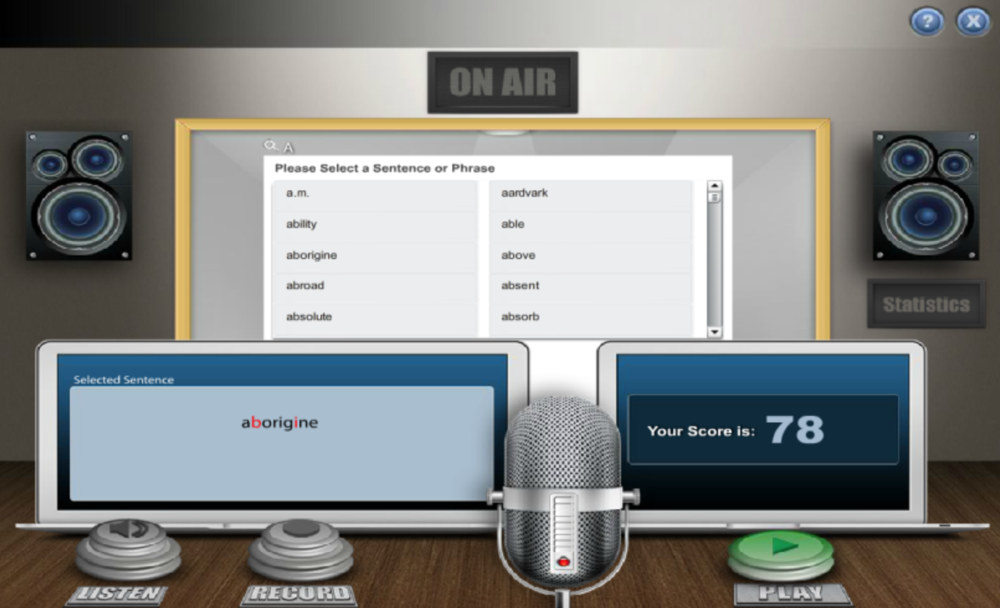 ?
X
ON AIR
A
Please Select a Sentence or Phrase
a.m.
aardvark
ability
able
aborigine
above
abroad
absent
absolute
absorb
Statistics
Selected Sentence
aborigine
Your Score is: 78
LISTEN
RECORD
PLAY